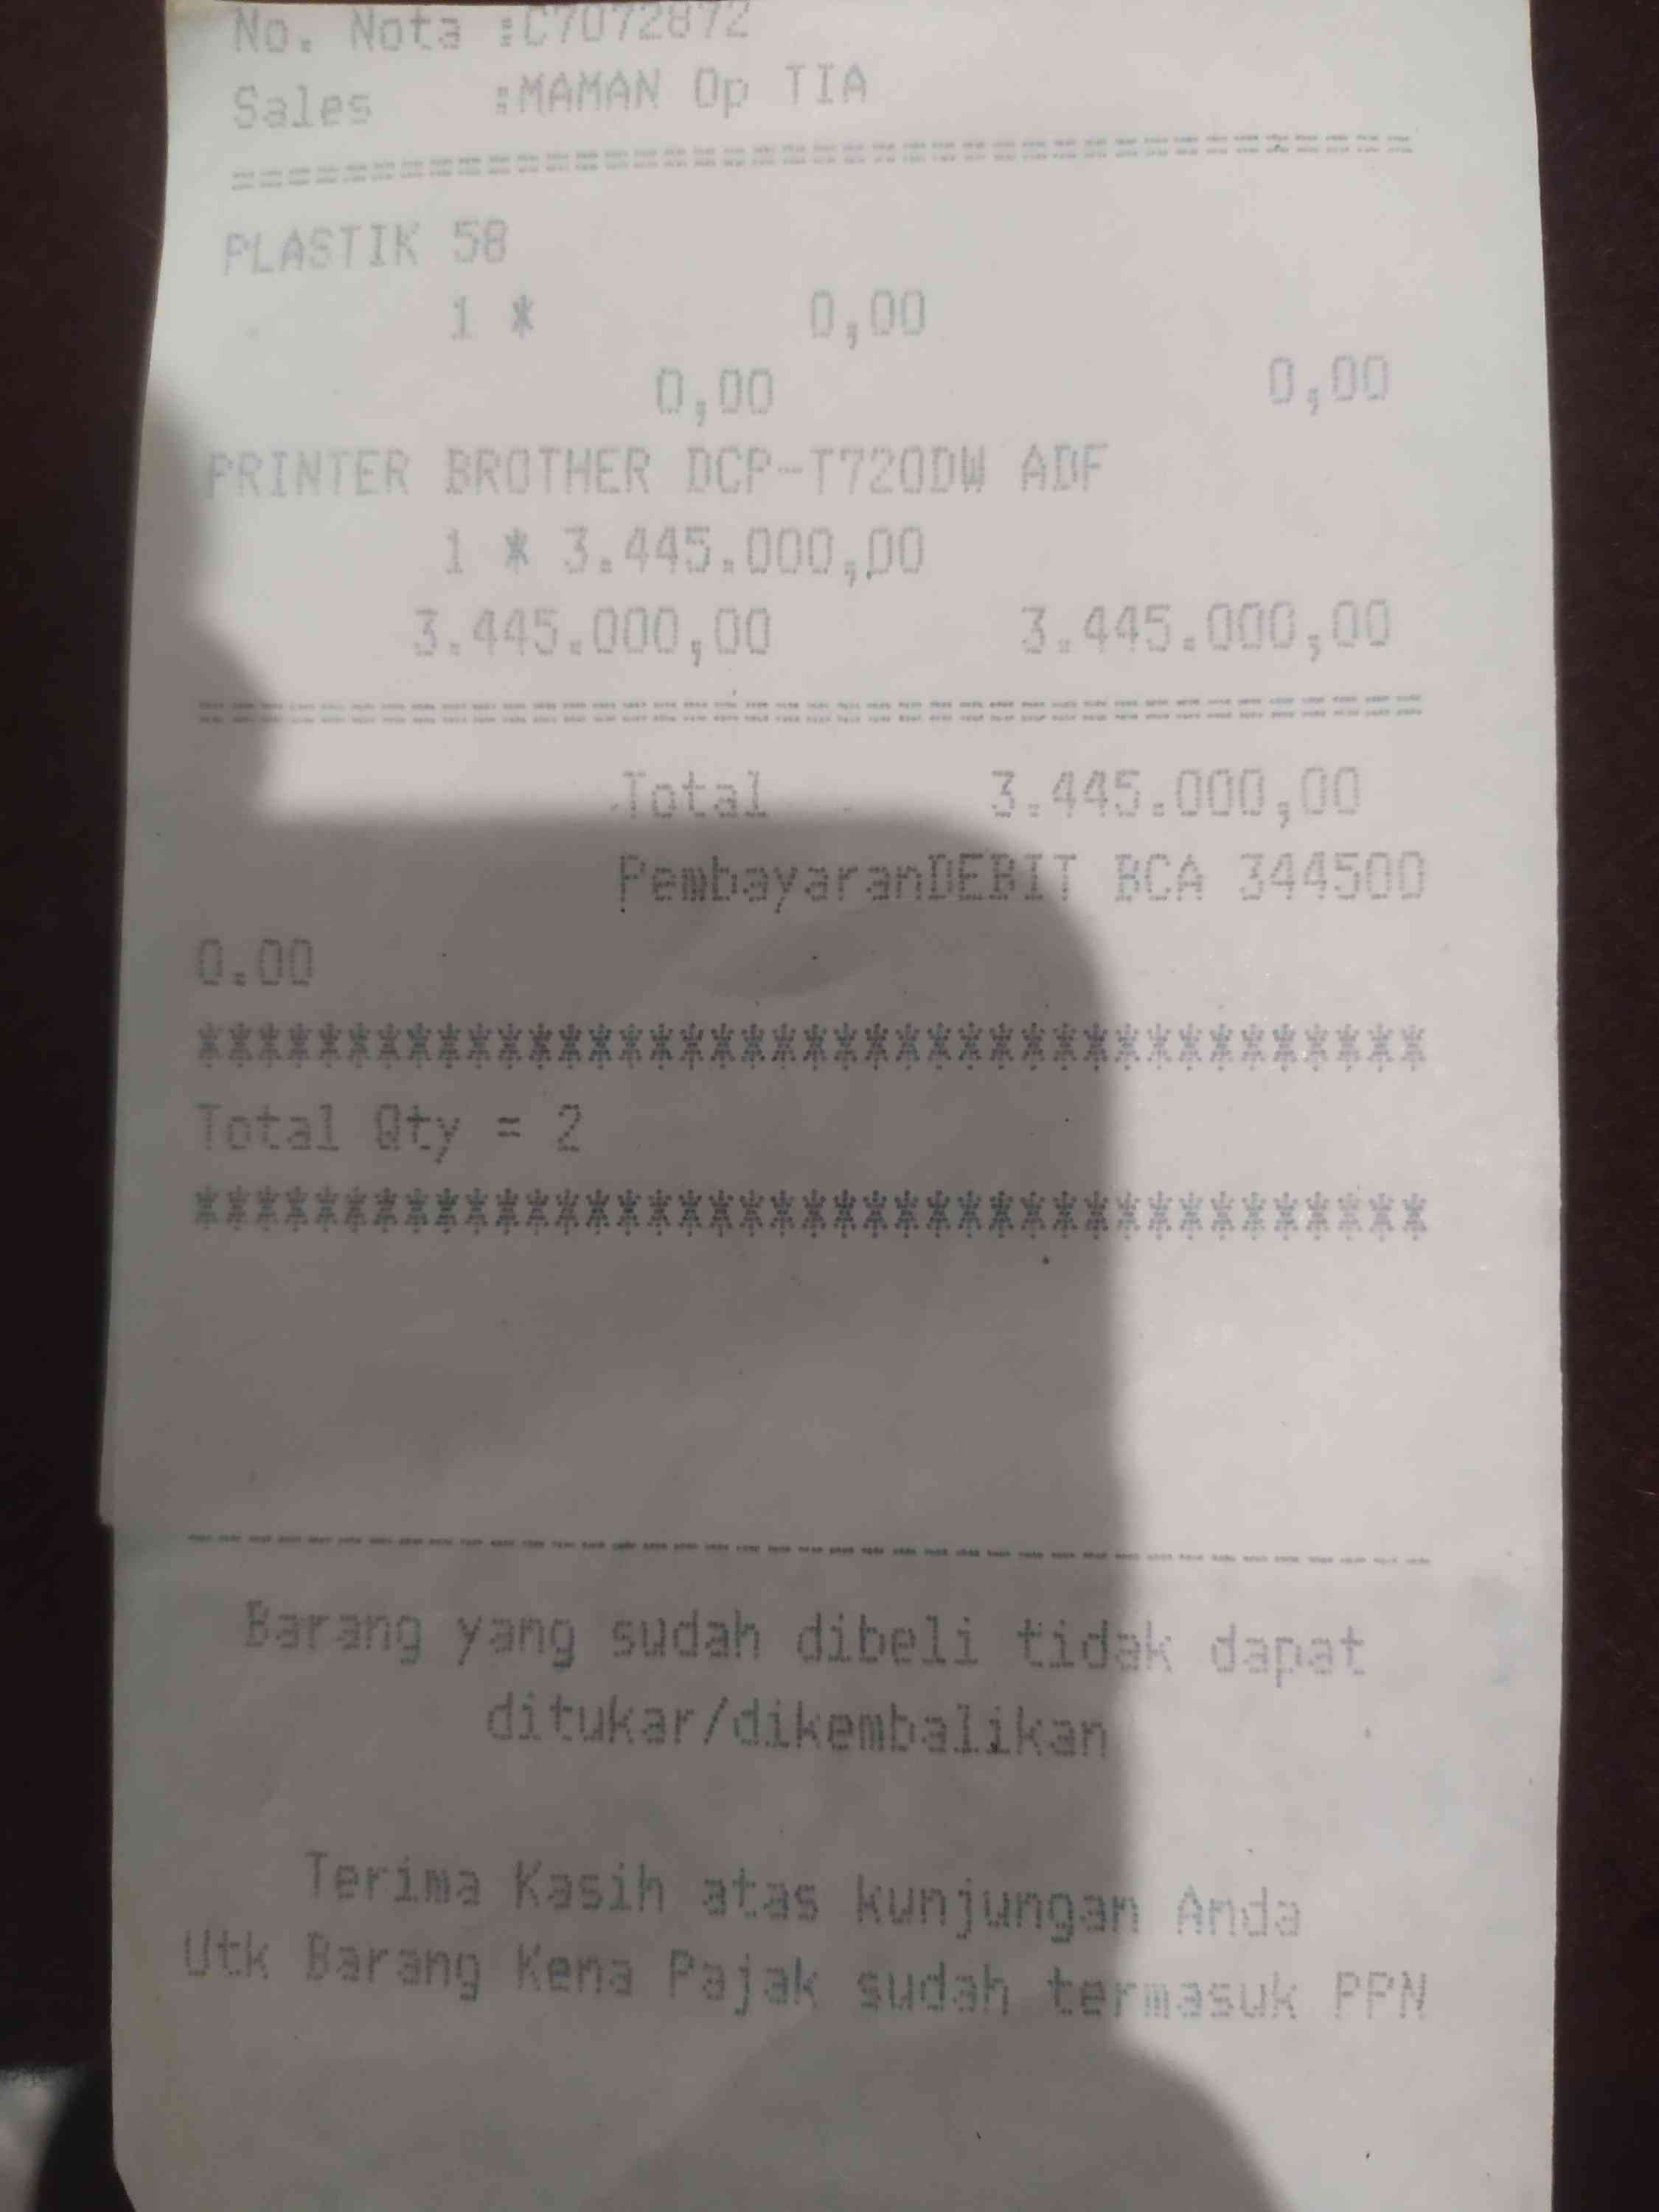 No. Nota :C7072872
Sales :MAMAN Op TIA
========================================
PLASTIK 58
1 * 0,00
0,00 0,00
PRINTER BROTHER DCP-T720DW ADF
1 * 3.445.000,00
3.445.000,00 3.445.000,00
========================================
Total 3.445.000,00
PembayaranDEBIT BCA 344500
0.00
****************************************
Total Qty = 2
****************************************
----------------------------------------
Barang yang sudah dibeli tidak dapat
ditukar/dikembalikan
Terima Kasih atas kunjungan Anda
Utk Barang Kena Pajak sudah termasuk PPN